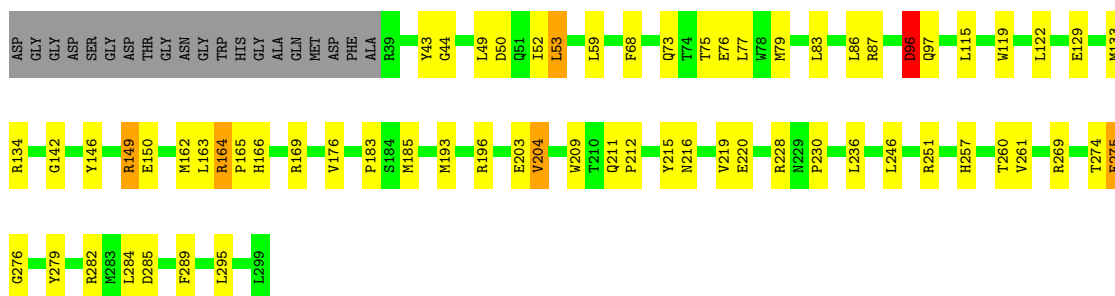 ASP GLY GLY ASP ASP SER GLY ASP THR GLY ASN GLY TRP HIS GLY ALA GLN MET ASP PHE ALA R39 Y43 G44 L49 D50 Q51 I52 L53 L59 F68 Q73 T74 T75 E76 L77 W78 M79 L83 L86 R87 D96 Q97 L115 W119 L122 E129 M133
R134 G142 Y146 R149 E150 M162 L163 R164 P165 H166 R169 V176 P183 S184 M185 M193 R196 E203 V204 W209 T210 Q211 P212 Y215 N216 V219 E220 R228 N229 P230 L236 L246 R251 H257 T260 V261 R269 T274
G276 Y279 R282 M283 L284 D285 F289 L295 L299